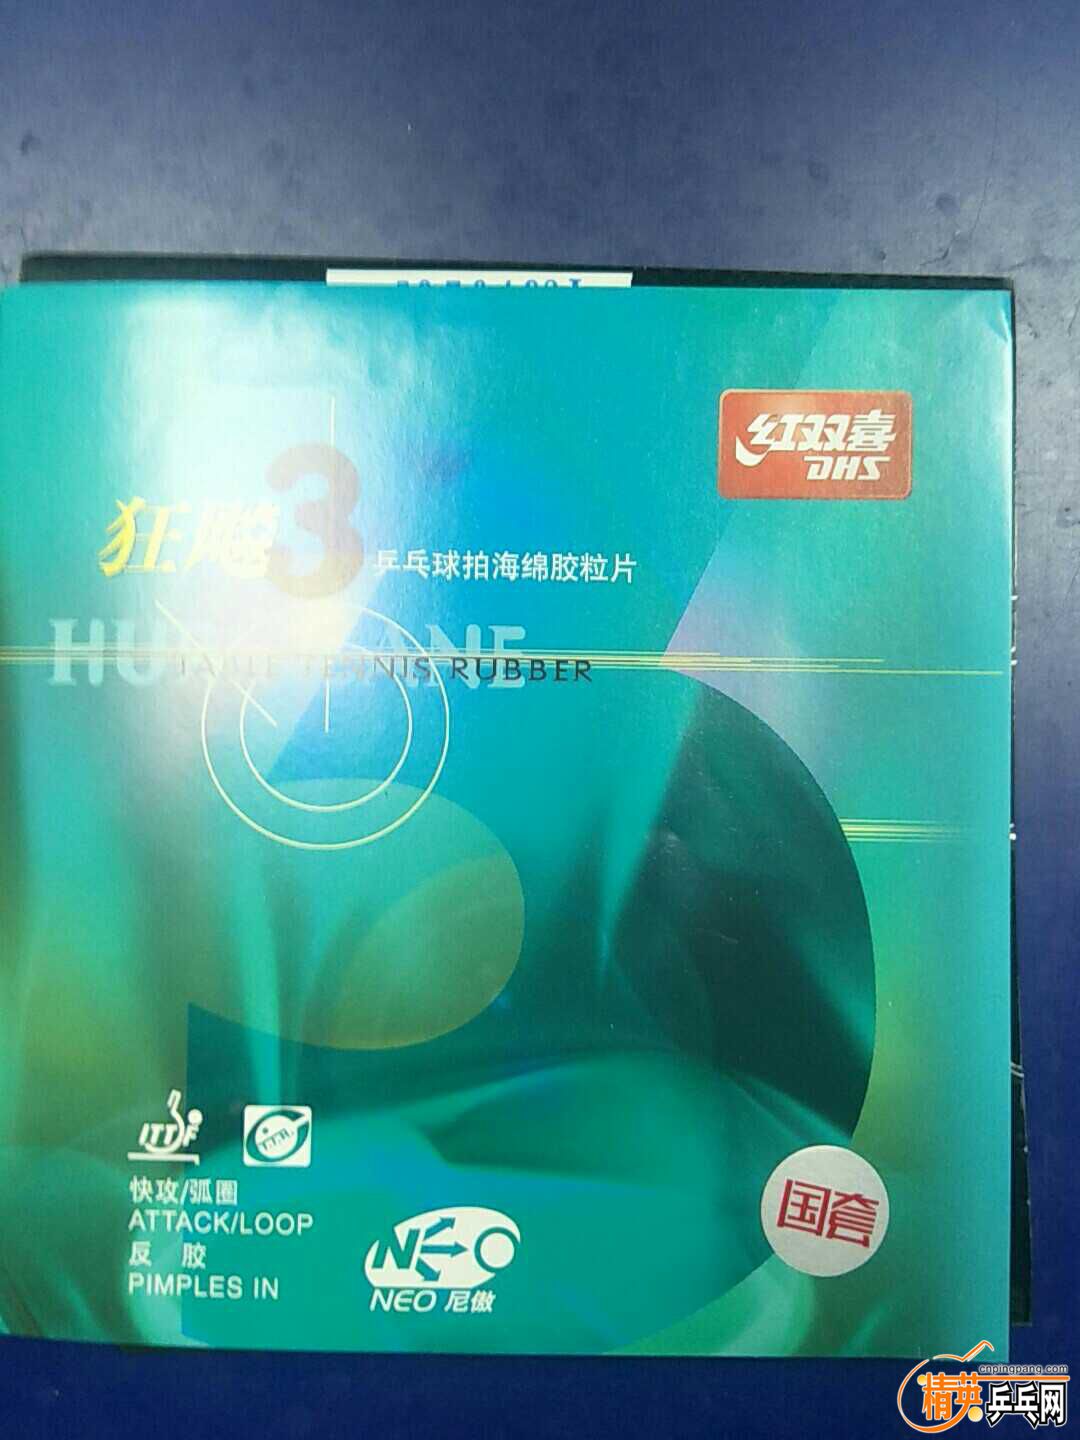 红双喜
DHS
狂飚3
乒乓球拍海绵胶粒片
TABLE TENNIS RUBBER
ITTF
快攻/弧圈
ATTACK/LOOP
反 胶
PIMPLES IN
NEO
NEO 尼傲
国套
cnpingpang.com
精英乒乓网